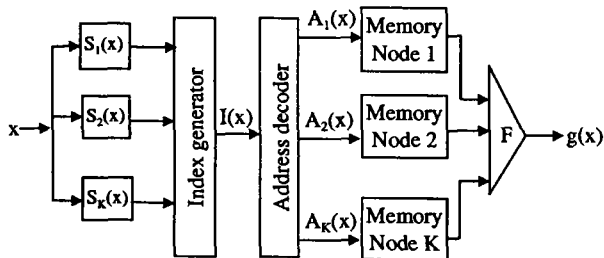 x
S₁(x)
S₂(x)
Sₖ(x)
Index generator
I(x)
Address decoder
A₁(x)
A₂(x)
Aₖ(x)
Memory
Node 1
Memory
Node 2
Memory
Node K
F
g(x)